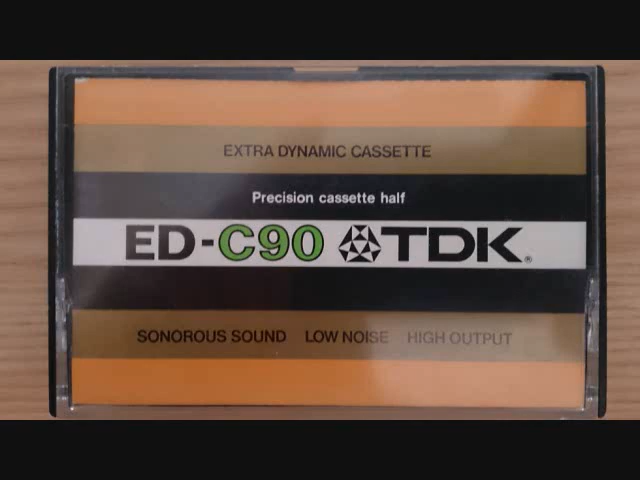 EXTRA DYNAMIC CASSETTE
Precision cassette half
ED-C90 TDK®
SONOROUS SOUND LOW NOISE HIGH OUTPUT